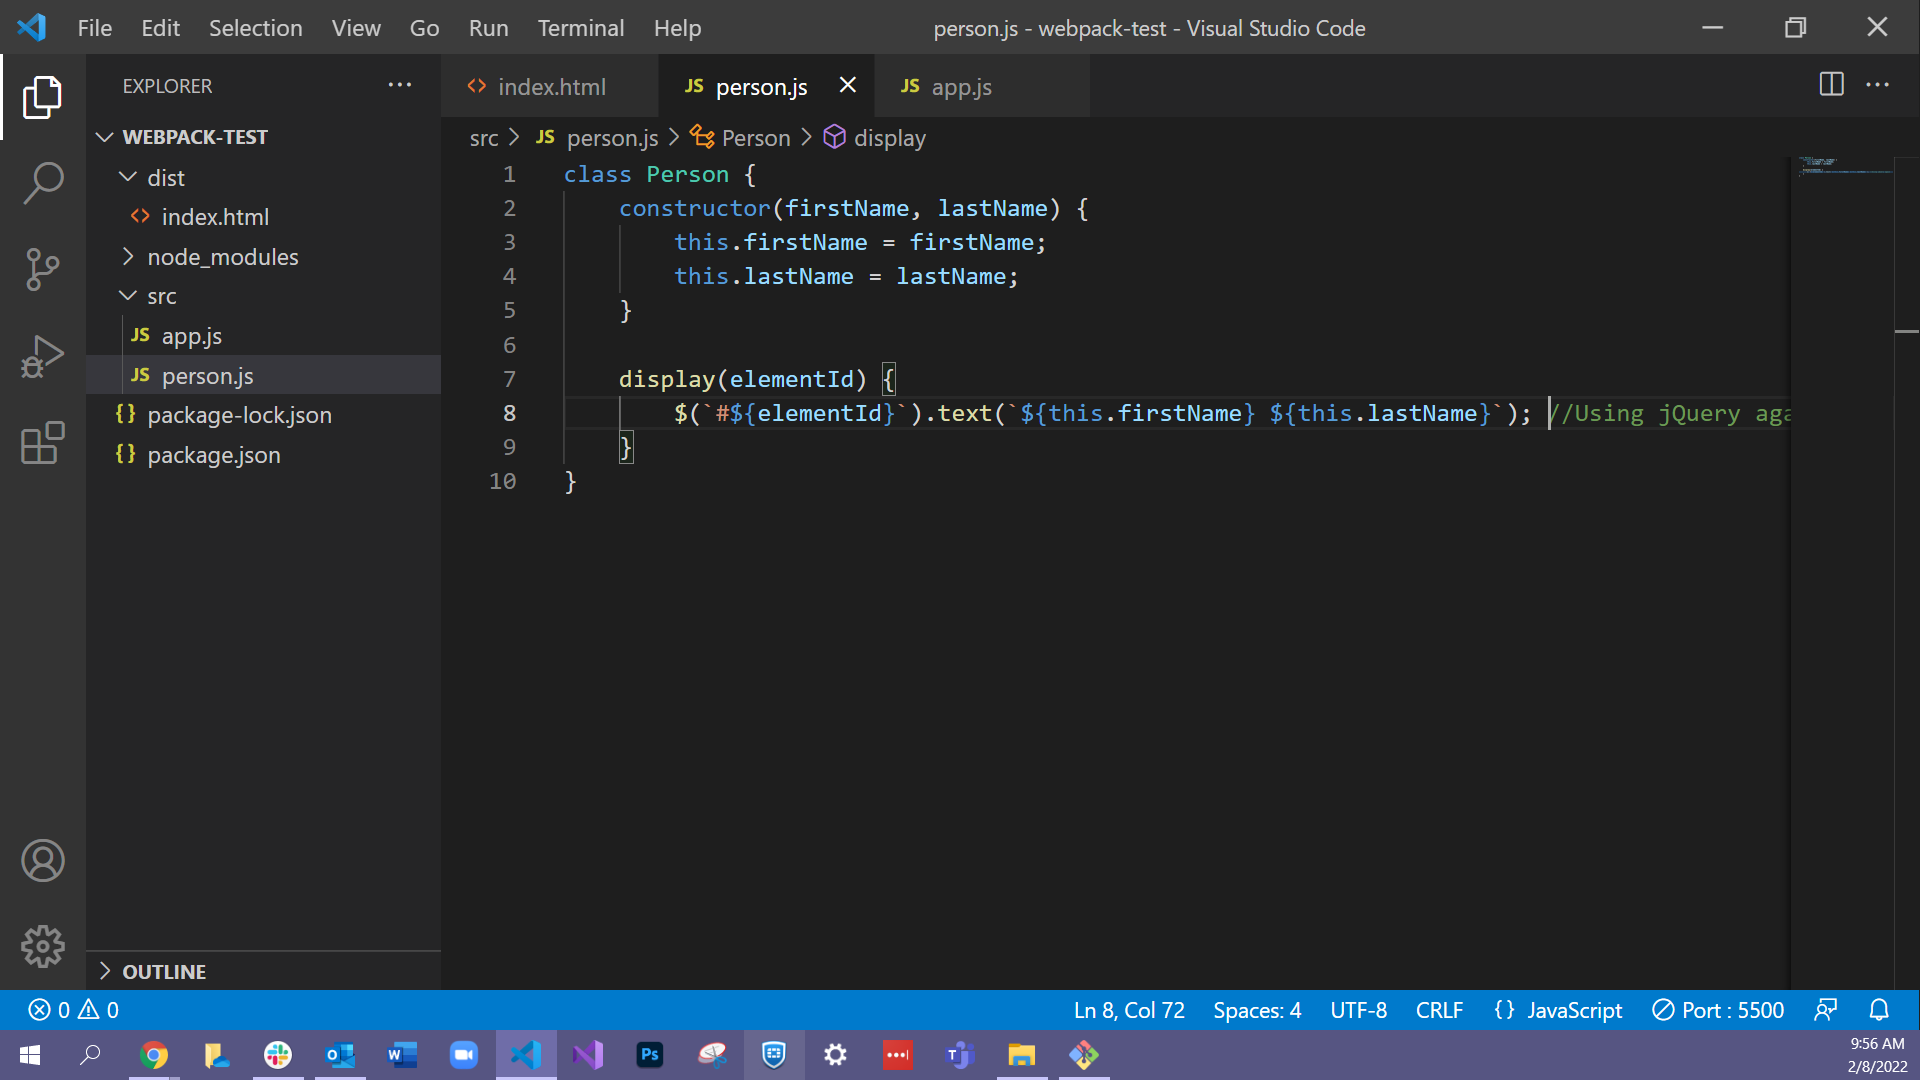 File Edit Selection View Go Run Terminal Help person.js - webpack-test - Visual Studio Code
EXPLORER
index.html
JS person.js
JS app.js
WEBPACK-TEST
dist
index.html
node_modules
src
JS app.js
JS person.js
{} package-lock.json
{} package.json
OUTLINE
src > JS person.js > Person > display
1 class Person {
2 constructor(firstName, lastName) {
3 this.firstName = firstName;
4 this.lastName = lastName;
5 }
6
7 display(elementId) {
8 $(`#${elementId}`).text(`${this.firstName} ${this.lastName}`); //Using jQuery aga
9 }
10 }
0 0 Ln 8, Col 72 Spaces: 4 UTF-8 CRLF {} JavaScript Port : 5500
Ps
9:56 AM
2/8/2022